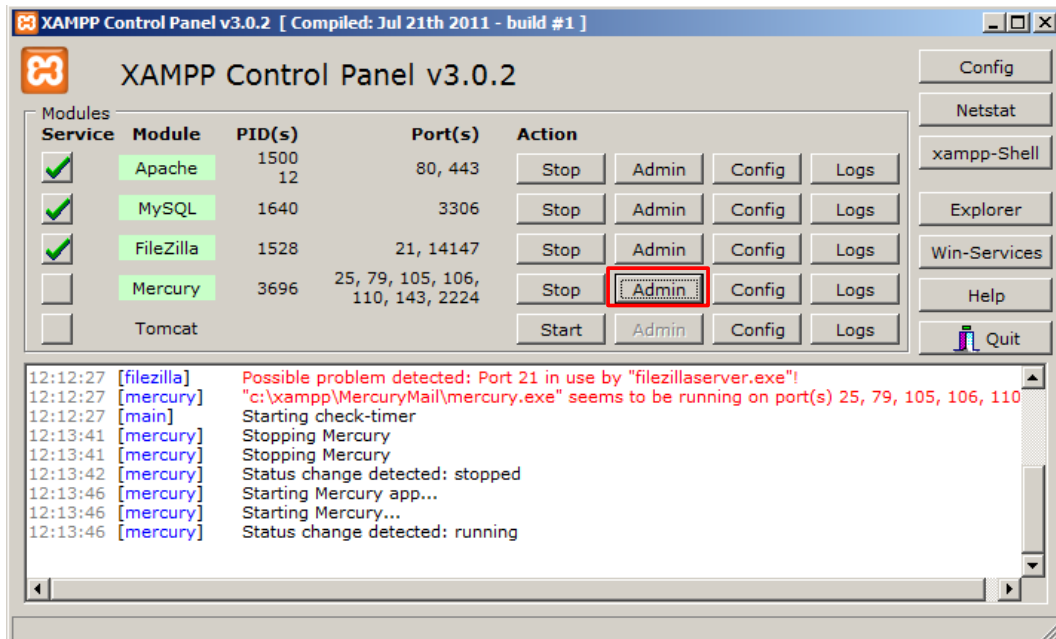 XAMPP Control Panel v3.0.2 [ Compiled: Jul 21th 2011 - build #1 ]
XAMPP Control Panel v3.0.2
Config
Modules
Netstat
Service Module PID(s) Port(s) Action
xampp-Shell
Apache 1500 12 80, 443 Stop Admin Config Logs
MySQL 1640 3306 Stop Admin Config Logs
Explorer
FileZilla 1528 21, 14147 Stop Admin Config Logs
Win-Services
Mercury 3696 25, 79, 105, 106, 110, 143, 2224 Stop Admin Config Logs
Help
Tomcat Start Admin Config Logs
Quit
12:12:27 [filezilla] Possible problem detected: Port 21 in use by "filezillaserver.exe"!
12:12:27 [mercury] "c:\xampp\MercuryMail\mercury.exe" seems to be running on port(s) 25, 79, 105, 106, 110
12:12:27 [main] Starting check-timer
12:13:41 [mercury] Stopping Mercury
12:13:41 [mercury] Stopping Mercury
12:13:42 [mercury] Status change detected: stopped
12:13:46 [mercury] Starting Mercury app...
12:13:46 [mercury] Starting Mercury...
12:13:46 [mercury] Status change detected: running